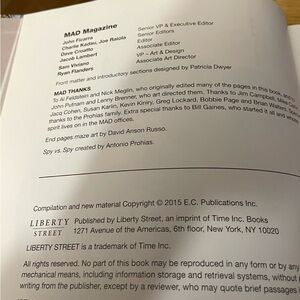 MAD Magazine
John Ficarra Senior VP & Executive Editor
Charlie Kadau, Joe Raiola Senior Editors
Dave Croatto Editor
Jacob Lambert Associate Editor
Sam Viviano VP – Art & Design
Ryan Flanders Associate Art Director
Front matter and introductory sections designed by Patricia Dwyer
MAD THANKS
To Al Feldstein and Nick Meglin, who originally edited many of the pages in this book, and
John Putnam and Lenny Brenner, who art directed them. Thanks to Jim Campbell, Mike
Jacq Cohen, Susan Karlin, Kevin Kiniry, Greg Lockard, Bobbie Page and Brian Walters.
thanks to the Prohias family. Extra special thanks to Bill Gaines, who started it all and whose
spirit lives on in the MAD offices.
End pages maze art by David Anson Russo.
Spy vs. Spy created by Antonio Prohias.
Compilation and new material Copyright © 2015 E.C. Publications Inc.
LIBERTY Published by Liberty Street, an imprint of Time Inc. Books
STREET 1271 Avenue of the Americas, 6th floor, New York, NY 10020
LIBERTY STREET is a trademark of Time Inc.
All rights reserved. No part of this book may be reproduced in any form or by any
mechanical means, including information storage and retrieval systems, without
writing from the publisher, except by a reviewer, who may quote brief passages